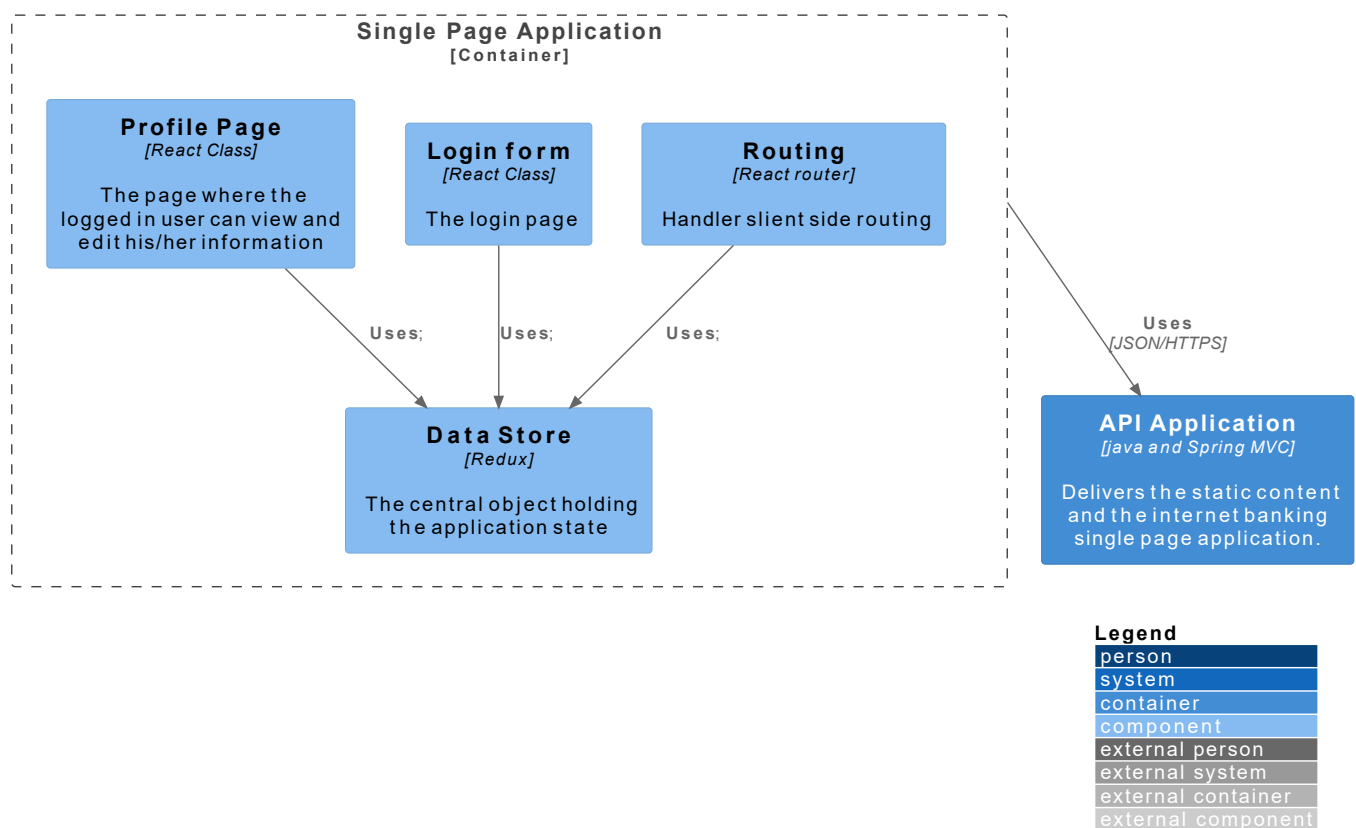 Single Page Application
[Container]
Profile Page
[React Class]
The page where the
logged in user can view and
edit his/her information
Login form
[React Class]
The login page
Routing
[React router]
Handler slient side routing
Uses;
Uses;
Uses;
Uses
[JSON/HTTPS]
Data Store
[Redux]
The central object holding
the application state
API Application
[java and Spring MVC]
Delivers the static content
and the internet banking
single page application.
Legend
person
system
container
component
external person
external system
external container
external component